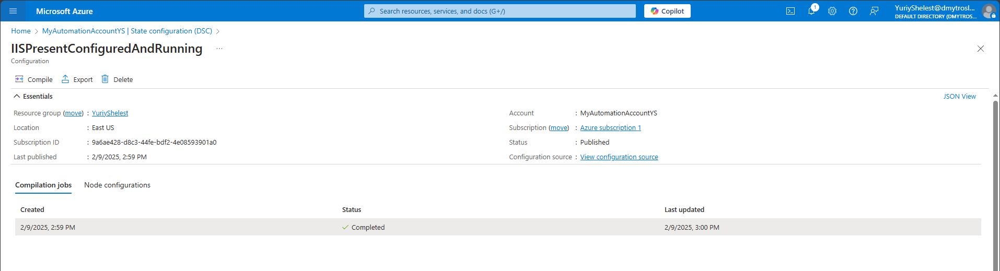 Microsoft Azure
Search resources, services, and docs (G+/)
Copilot
1
YuriyShelest@dmytrosl...
DEFAULT DIRECTORY (DMYTROS...
Home > MyAutomationAccountYS | State configuration (DSC) >
IISPresentConfiguredAndRunning ...
Configuration
Compile Export Delete
Essentials
JSON View
Resource group (move) : YuriyShelest
Location : East US
Subscription ID : 9a6ae428-d8c3-44fe-bdf2-4e08593901a0
Last published : 2/9/2025, 2:59 PM
Account : MyAutomationAccountYS
Subscription (move) : Azure subscription 1
Status : Published
Configuration source : View configuration source
Compilation jobs Node configurations
Created Status Last updated
2/9/2025, 2:59 PM Completed 2/9/2025, 3:00 PM